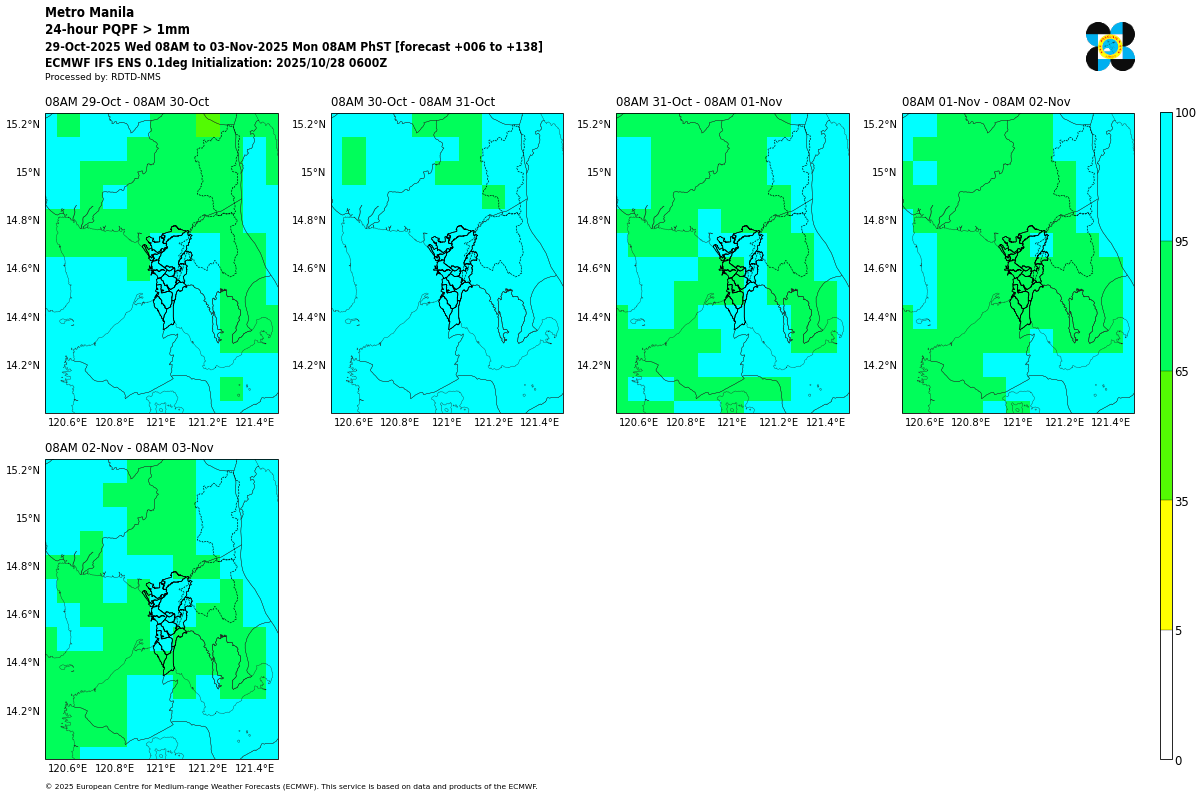 Metro Manila
24-hour PQPF > 1mm
29-Oct-2025 Wed 08AM to 03-Nov-2025 Mon 08AM PhST [forecast +006 to +138]
ECMWF IFS ENS 0.1deg Initialization: 2025/10/28 0600Z
Processed by: RDTD-NMS
08AM 29-Oct - 08AM 30-Oct
15.2°N
15°N
14.8°N
14.6°N
14.4°N
14.2°N
120.6°E 120.8°E 121°E 121.2°E 121.4°E
08AM 30-Oct - 08AM 31-Oct
15.2°N
15°N
14.8°N
14.6°N
14.4°N
14.2°N
120.6°E 120.8°E 121°E 121.2°E 121.4°E
08AM 31-Oct - 08AM 01-Nov
15.2°N
15°N
14.8°N
14.6°N
14.4°N
14.2°N
120.6°E 120.8°E 121°E 121.2°E 121.4°E
08AM 01-Nov - 08AM 02-Nov
15.2°N
15°N
14.8°N
14.6°N
14.4°N
14.2°N
120.6°E 120.8°E 121°E 121.2°E 121.4°E
08AM 02-Nov - 08AM 03-Nov
15.2°N
15°N
14.8°N
14.6°N
14.4°N
14.2°N
120.6°E 120.8°E 121°E 121.2°E 121.4°E
100
95
65
35
5
0
© 2025 European Centre for Medium-range Weather Forecasts (ECMWF). This service is based on data and products of the ECMWF.